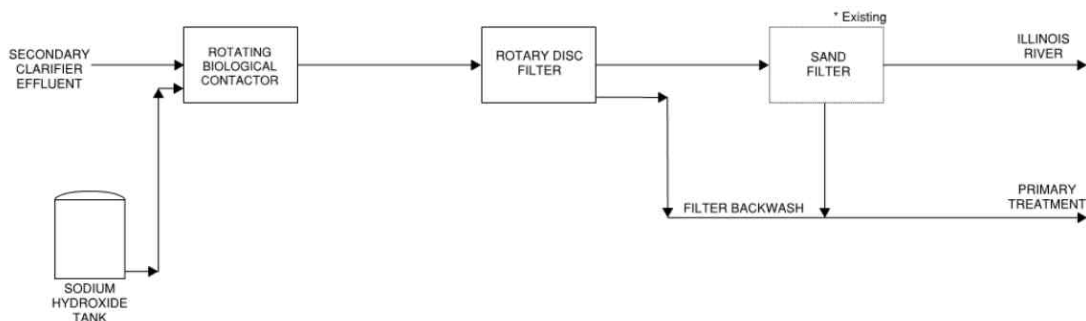 SECONDARY
CLARIFIER
EFFLUENT
ROTATING
BIOLOGICAL
CONTACTOR
ROTARY DISC
FILTER
* Existing
SAND
FILTER
ILLINOIS
RIVER
FILTER BACKWASH
PRIMARY
TREATMENT
SODIUM
HYDROXIDE
TANK